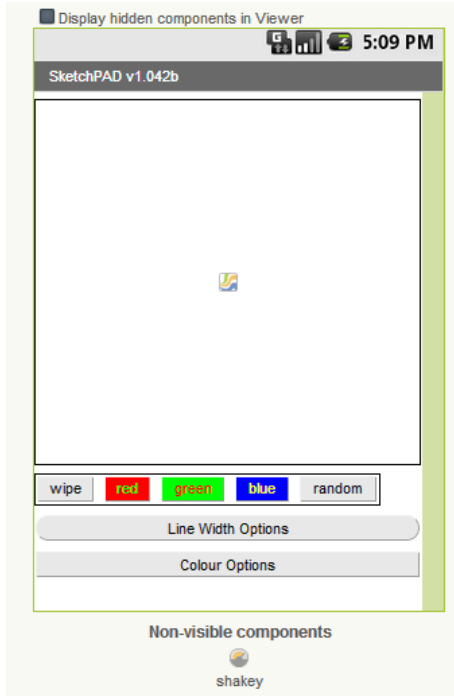 Display hidden components in Viewer
5:09 PM
SketchPAD v1.042b
wipe red green blue random
Line Width Options
Colour Options
Non-visible components
shakey